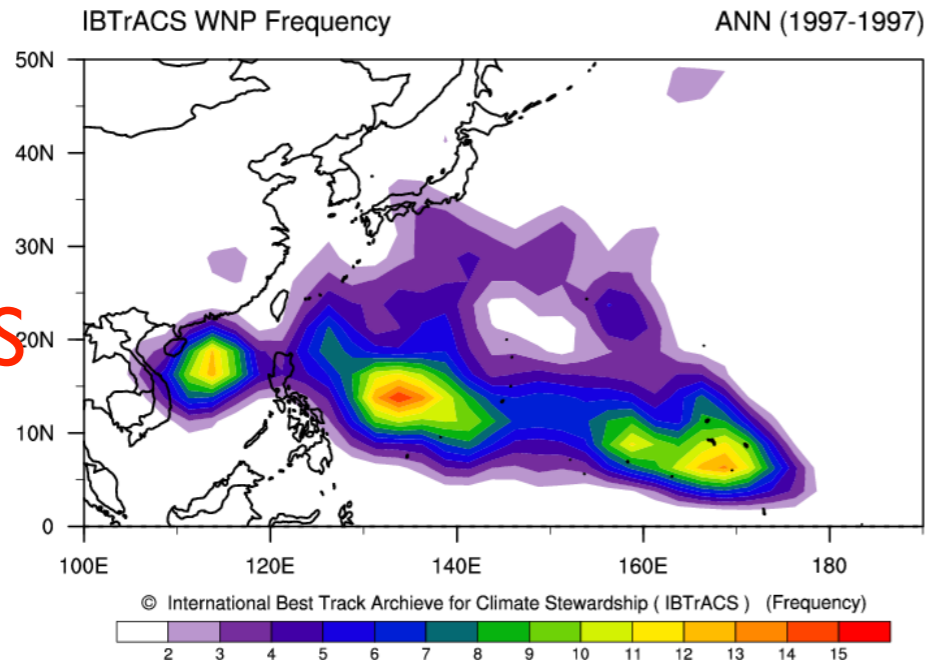 IBTrACS WNP Frequency ANN (1997-1997)
50N
40N
30N
S
20N
10N
0
100E 120E 140E 160E 180
© International Best Track Archieve for Climate Stewardship ( IBTrACS ) (Frequency)
2 3 4 5 6 7 8 9 10 11 12 13 14 15